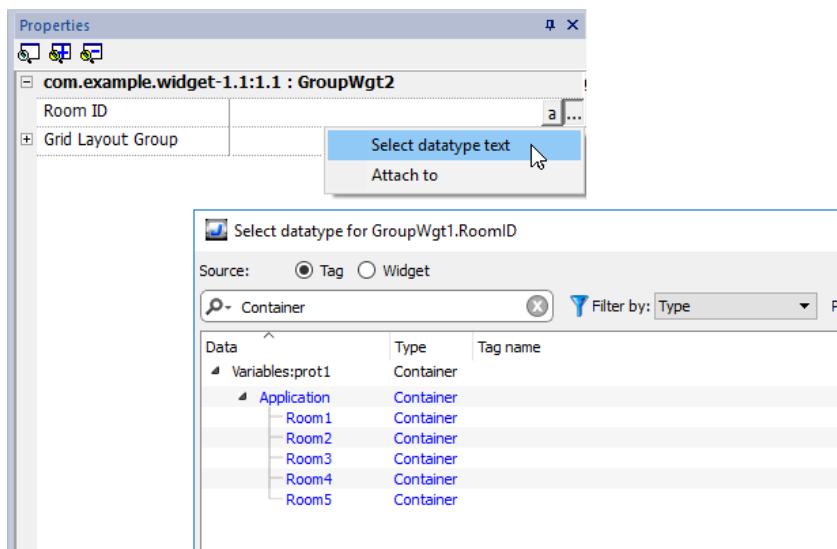 Properties
com.example.widget-1.1:1.1 : GroupWgt2
Room ID
a ...
Grid Layout Group
Select datatype text
Attach to
Select datatype for GroupWgt1.RoomID
Source: Tag Widget
Container Filter by: Type
Data Type Tag name
Variables:prot1 Container
Application Container
Room1 Container
Room2 Container
Room3 Container
Room4 Container
Room5 Container